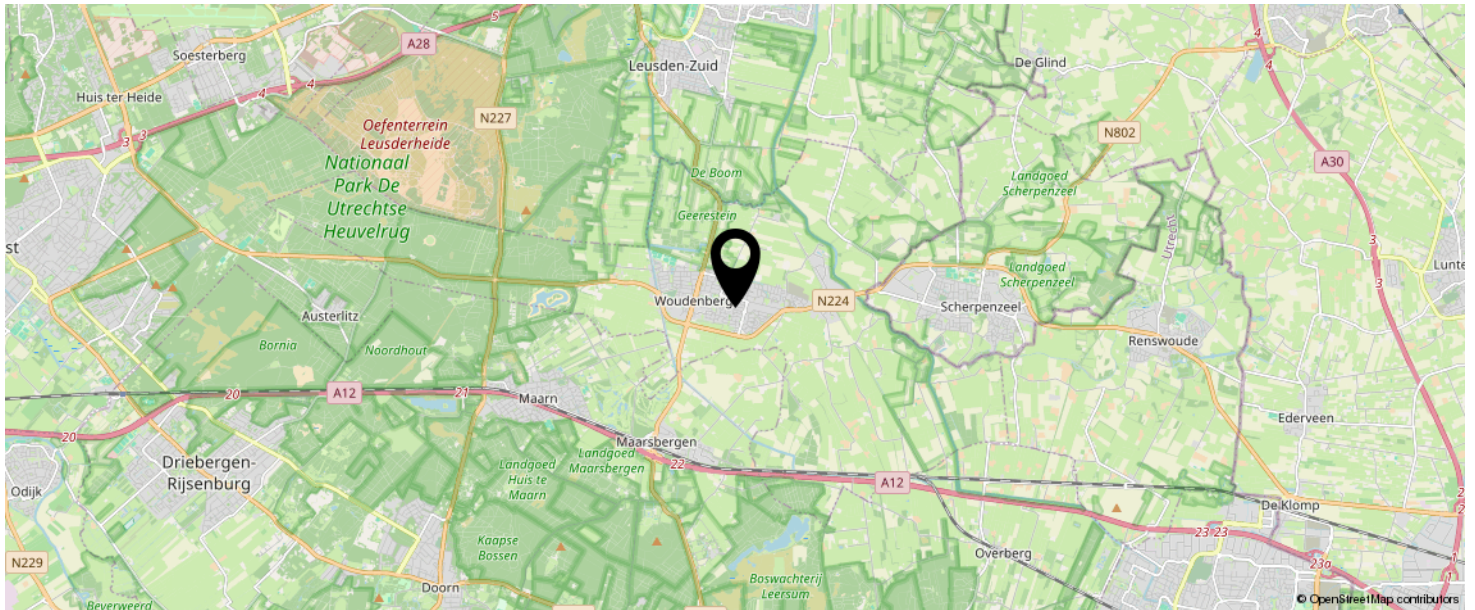 5
A28
Soesterberg
Leusden-Zuid
De Glind
4
4
4
4
Huis ter Heide
3
3
N227
Oefenterrein
Leusderheide
N802
A30
Nationaal
Park De
Utrechtse
Heuvelrug
De Boom
Landgoed
Scherpenzeel
Geerestein
Utrecht
3
3
st
Landgoed
Scherpenzeel
Lunte
Woudenberg
N224
Scherpenzeel
Austerlitz
Renswoude
Bornia
Noordhout
20
A12
21
Maarn
Ederveen
20
Maarsbergen
Driebergen-
Rijsenburg
Landgoed
Huis te
Maarn
Landgoed
Maarsbergen
22
A12
Odijk
2
2
De Klomp
Kaapse
Bossen
23 23
Overberg
N229
23a
1
1
Doorn
Boswachterij
Leersum
Beverweerd
© OpenStreetMap contributors